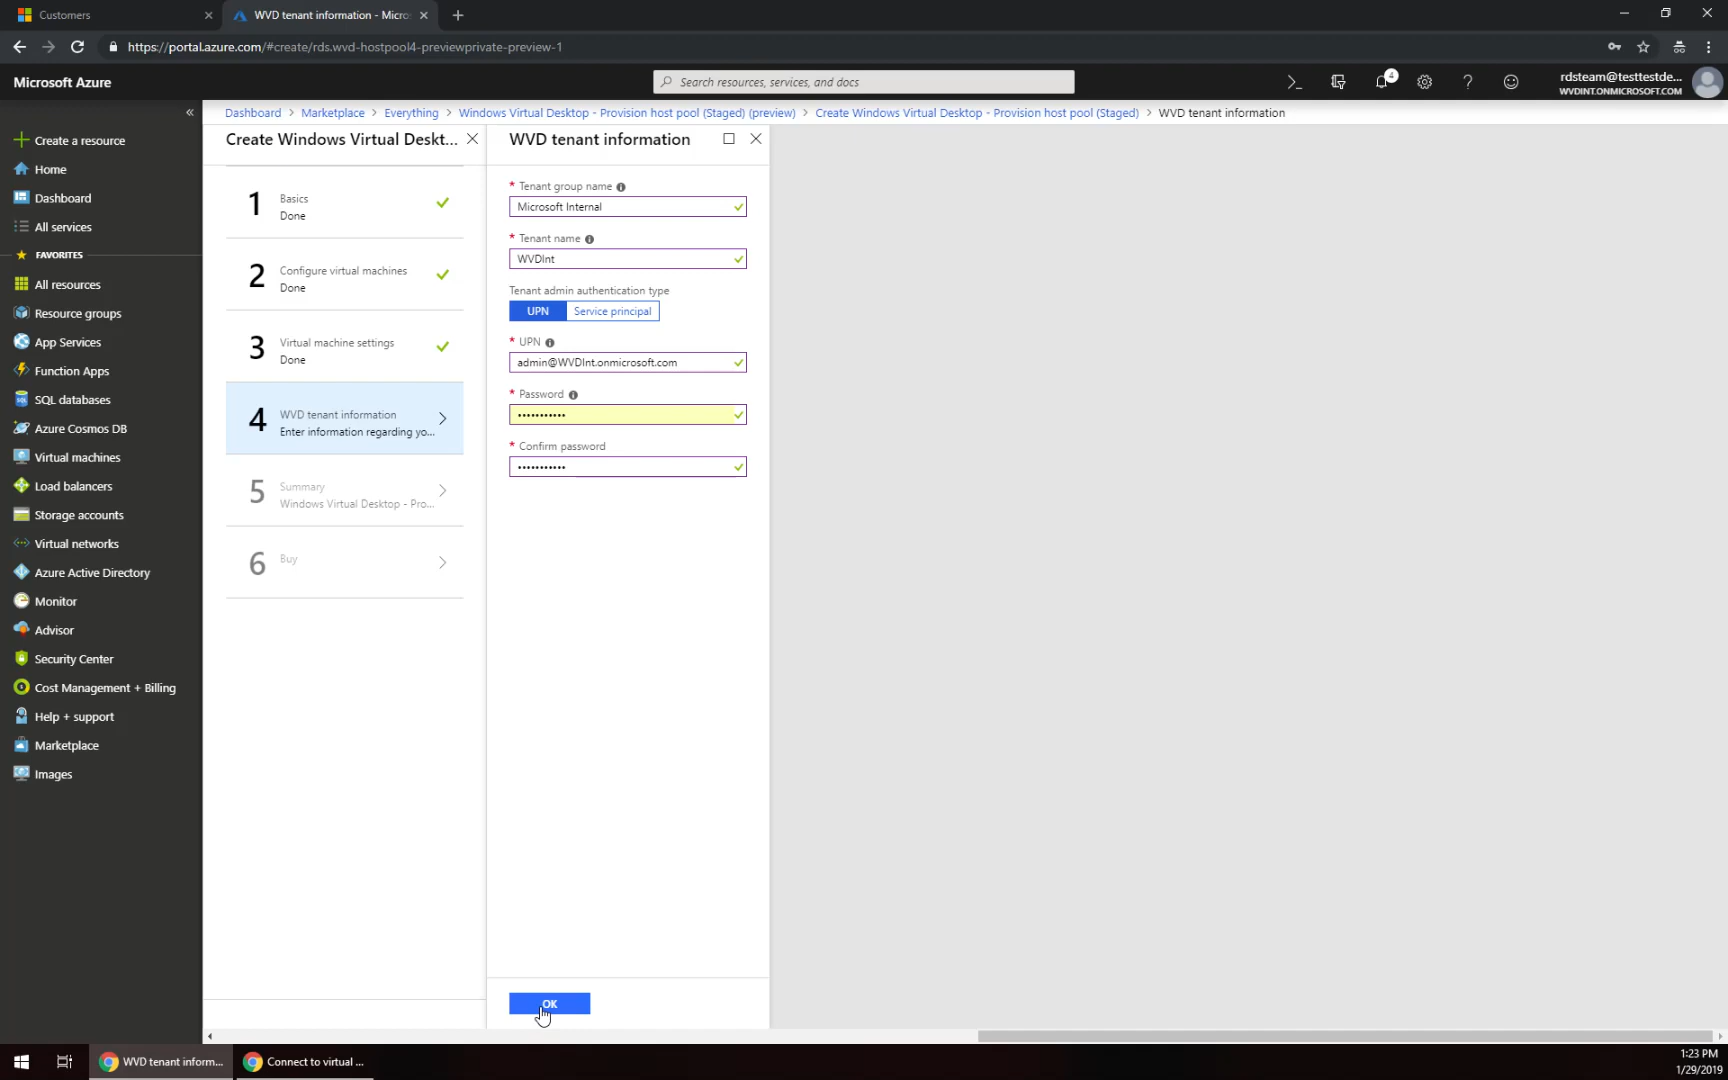 Customers
WVD tenant information - Micro
https://portal.azure.com/#create/rds.wvd-hostpool4-previewprivate-preview-1
Microsoft Azure
Search resources, services, and docs
4
rdsteam@testtestde...
WVDINT.ONMICROSOFT.COM
Dashboard > Marketplace > Everything > Windows Virtual Desktop - Provision host pool (Staged) (preview) > Create Windows Virtual Desktop - Provision host pool (Staged) > WVD tenant information
Create a resource
Home
Dashboard
All services
FAVORITES
All resources
Resource groups
App Services
Function Apps
SQL databases
Azure Cosmos DB
Virtual machines
Load balancers
Storage accounts
Virtual networks
Azure Active Directory
Monitor
Advisor
Security Center
Cost Management + Billing
Help + support
Marketplace
Images
Create Windows Virtual Deskt...
1
Basics
Done
2
Configure virtual machines
Done
3
Virtual machine settings
Done
4
WVD tenant information
Enter information regarding yo...
5
Summary
Windows Virtual Desktop - Pro...
6
Buy
WVD tenant information
* Tenant group name
Microsoft Internal
* Tenant name
WVDInt
Tenant admin authentication type
UPN
Service principal
* UPN
admin@WVDInt.onmicrosoft.com
* Password
•••••••••••
* Confirm password
•••••••••••
OK
WVD tenant inform...
Connect to virtual ...
1:23 PM
1/29/2019